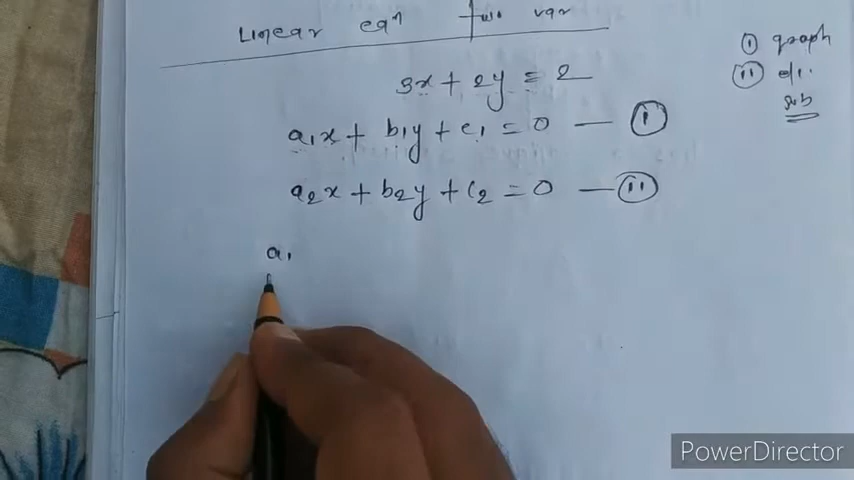 Linear eqn two var
3x + 2y = 2
a₁x + b₁y + c₁ = 0 — (I)
a₂x + b₂y + c₂ = 0 — (II)
a₁
(I) graph
(II) eli.
sub
PowerDirector